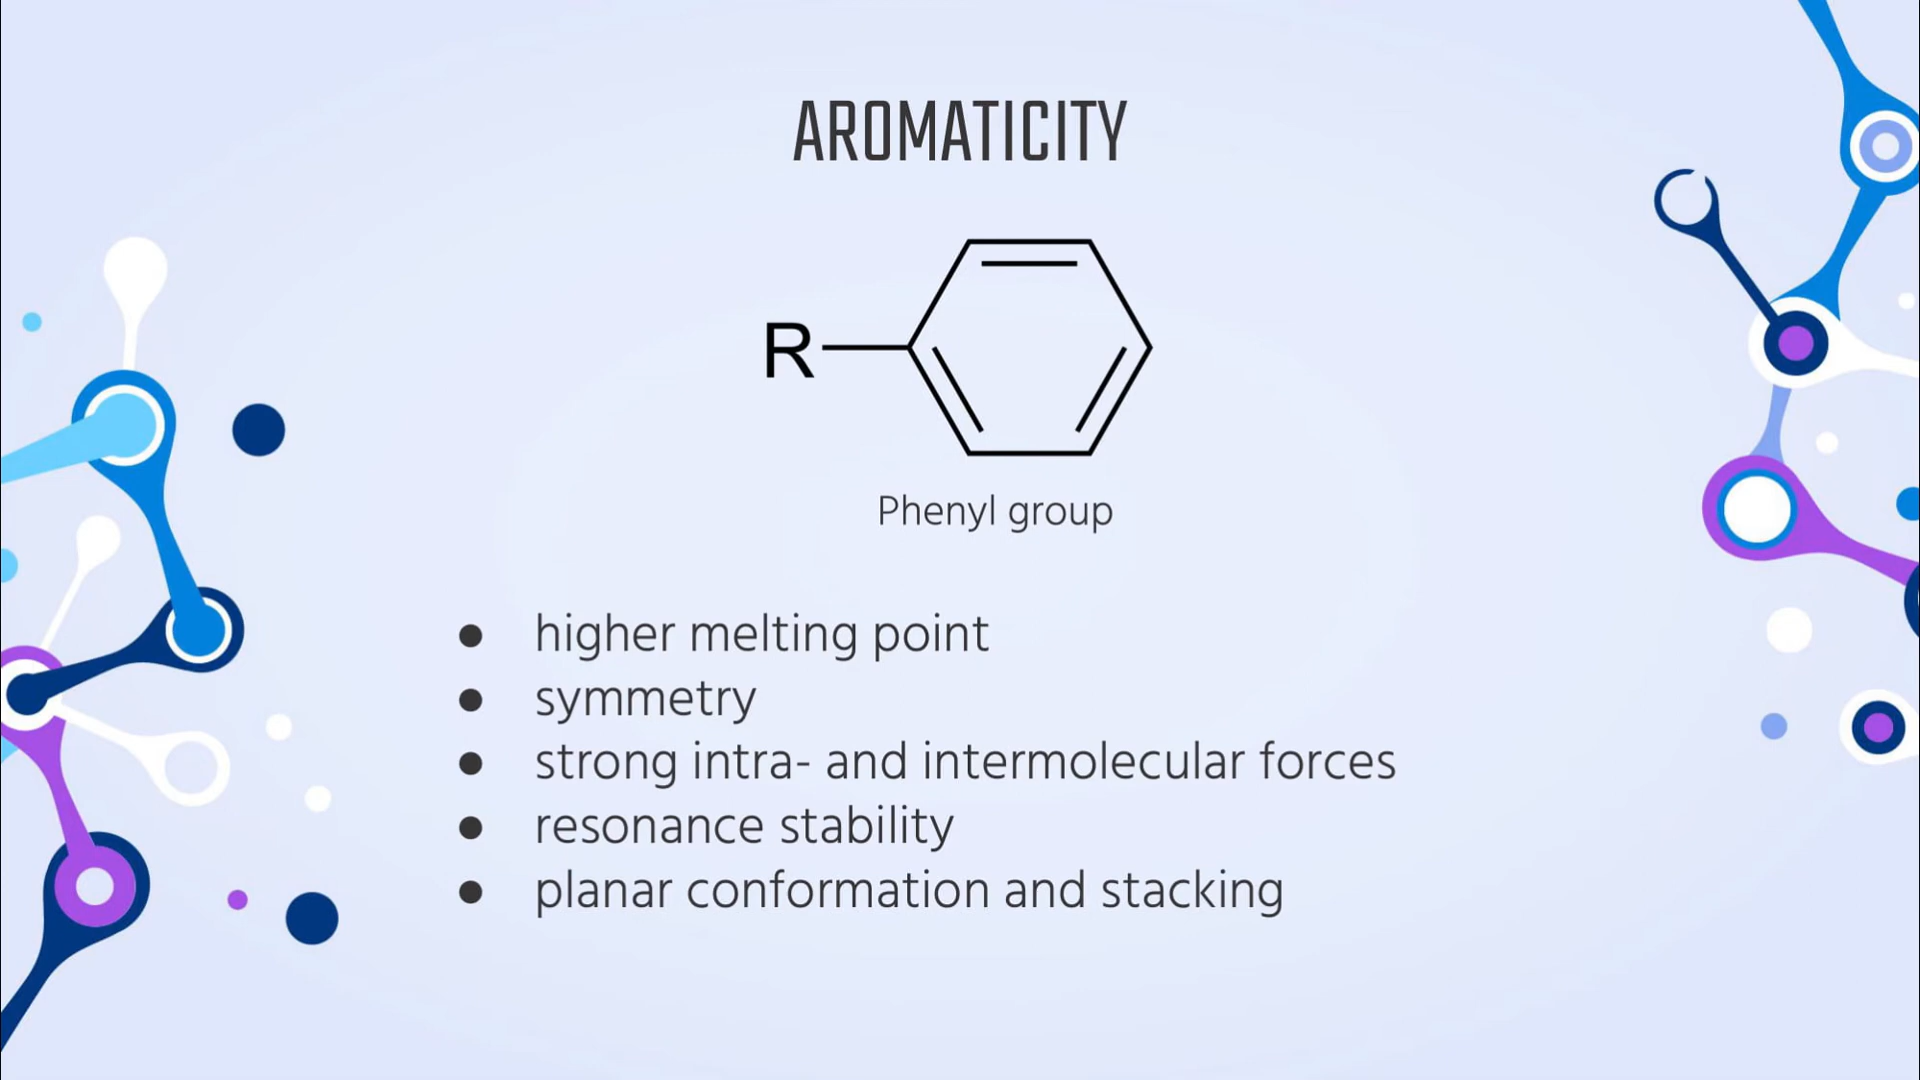 AROMATICITY
R
Phenyl group
● higher melting point
● symmetry
● strong intra- and intermolecular forces
● resonance stability
● planar conformation and stacking